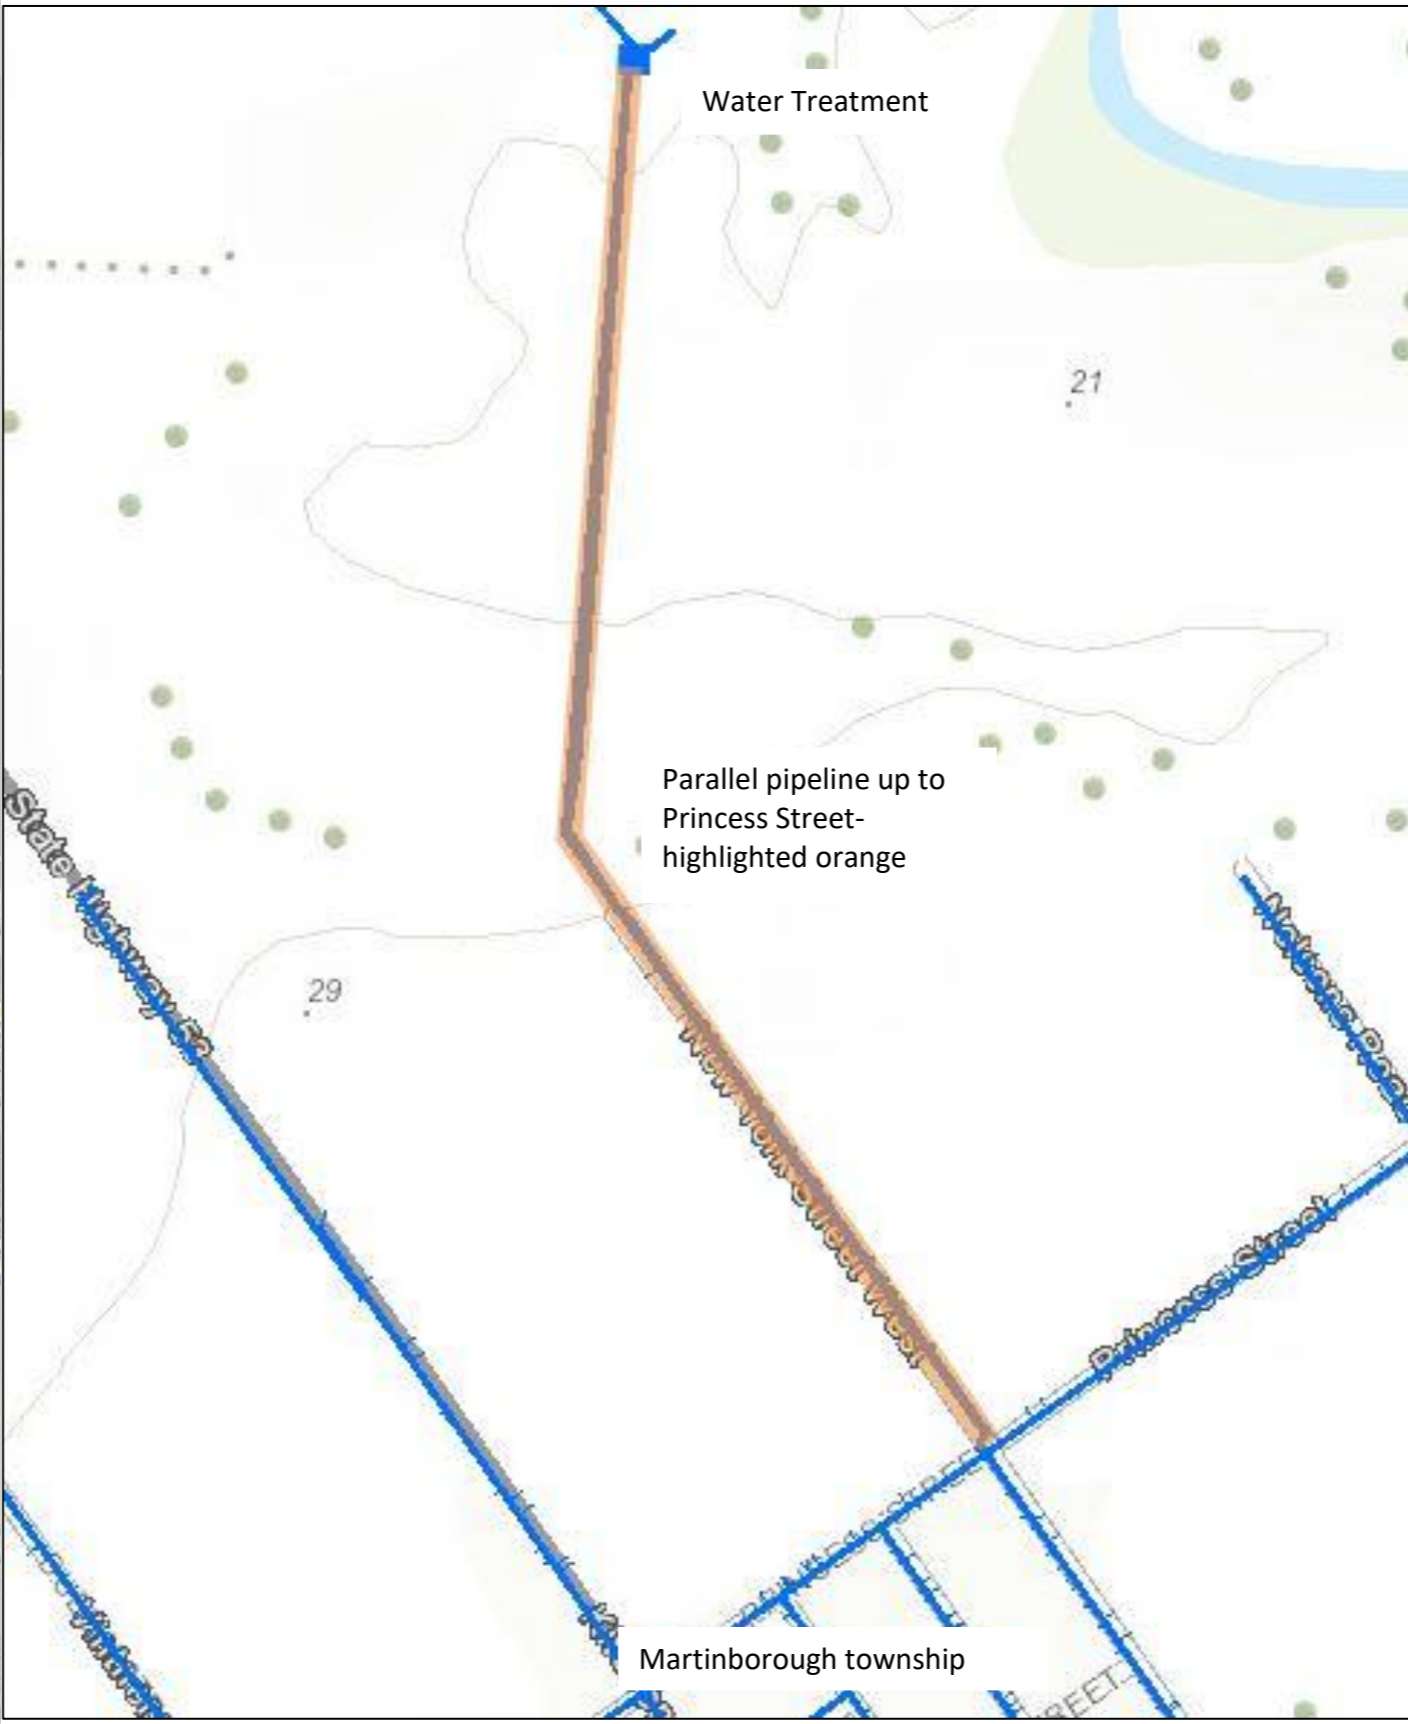 Water Treatment
21
Parallel pipeline up to
Princess Street-
highlighted orange
State Highway 53
29
New York Street West
Princess Street
STREET
Martinborough township